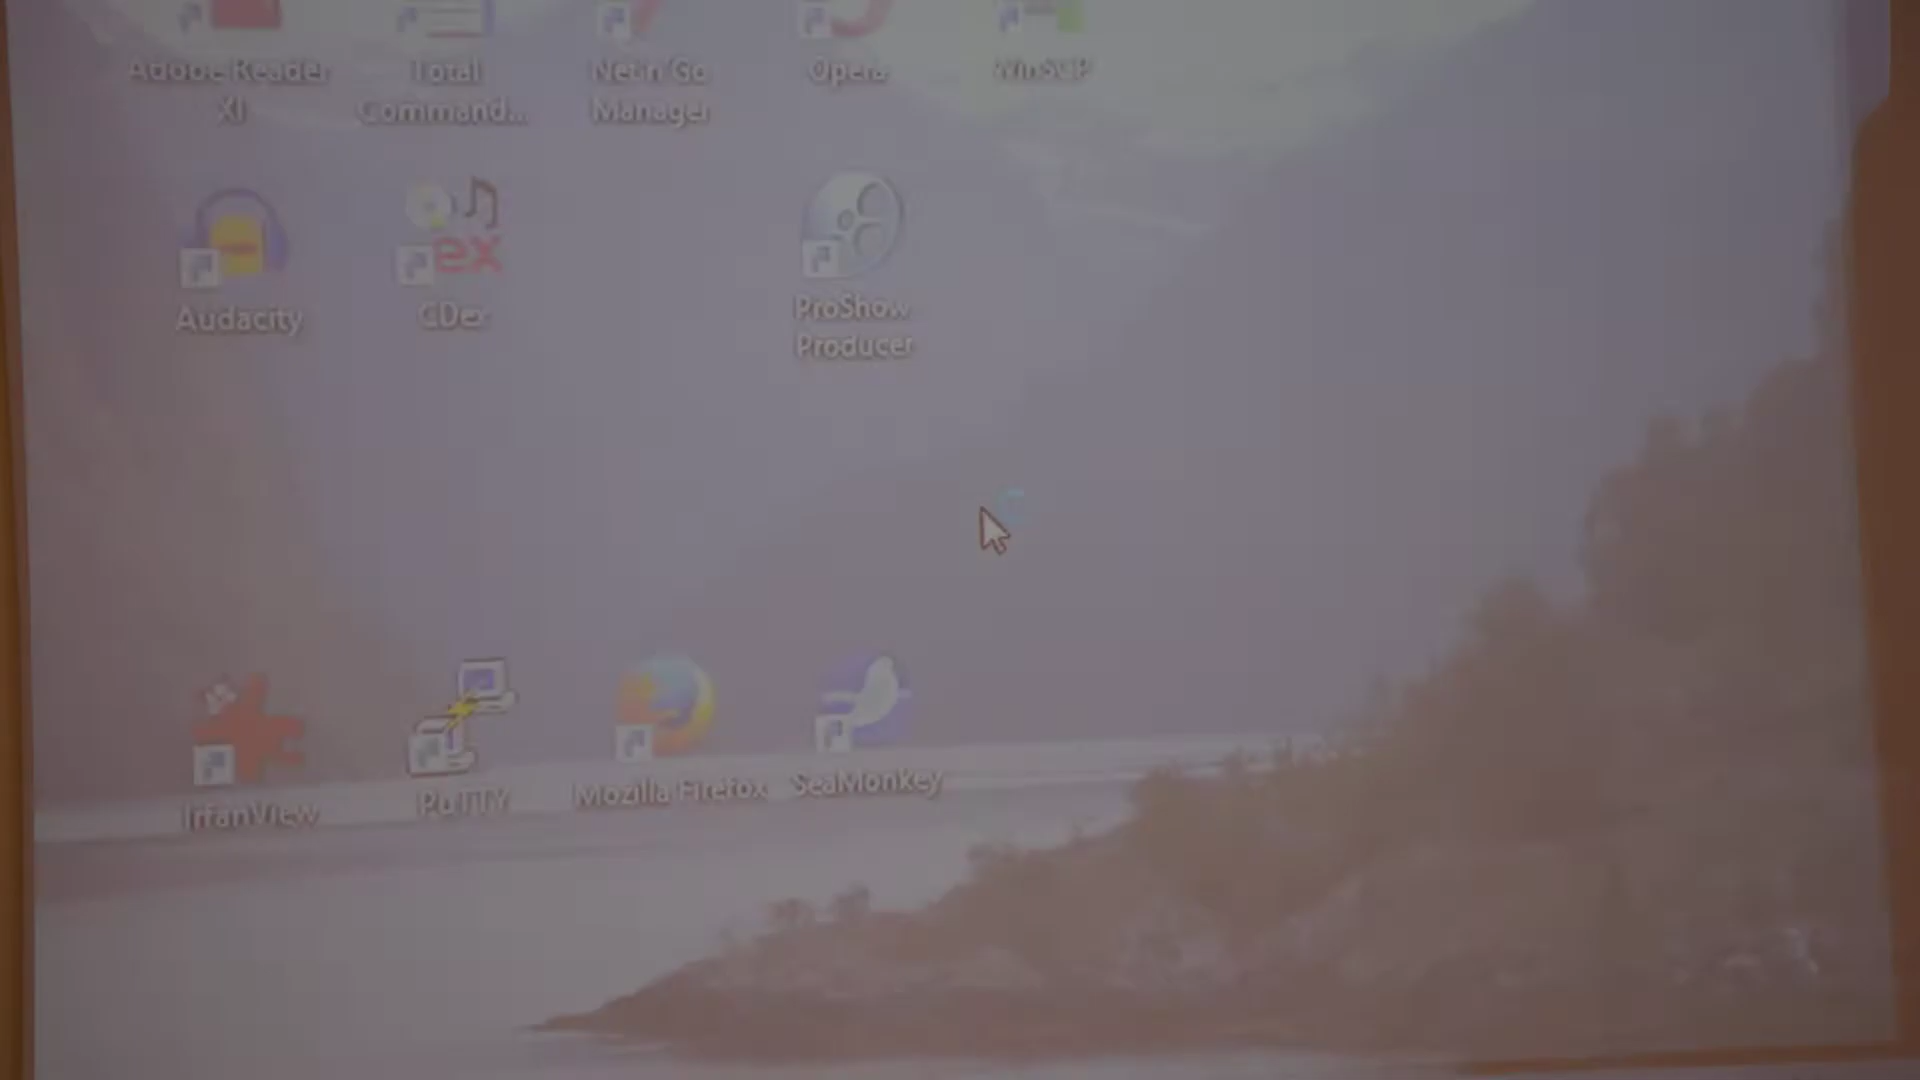 Adobe Reader
XI
Total
Command...
Net'n'Go
Manager
Opera
WinSCP
Audacity
ex
CDex
ProShow
Producer
IrfanView
PuTTY
Mozilla Firefox
SeaMonkey